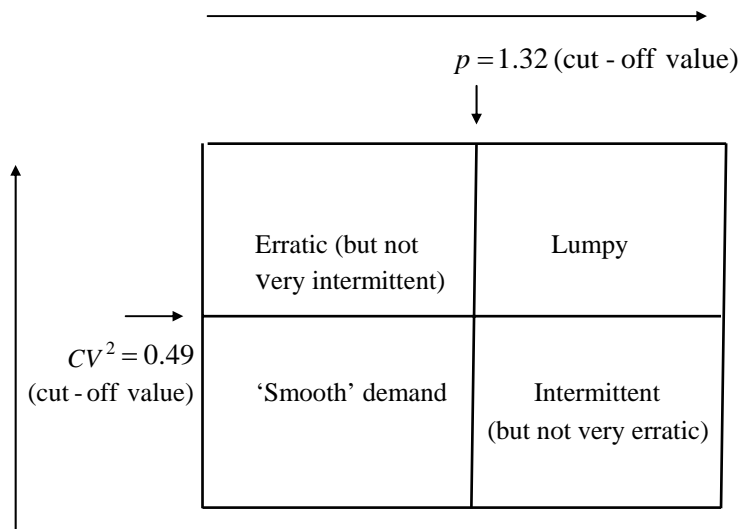 p = 1.32 (cut - off value)
Erratic (but not
very intermittent)
Lumpy
CV² = 0.49
(cut - off value)
‘Smooth’ demand
Intermittent
(but not very erratic)